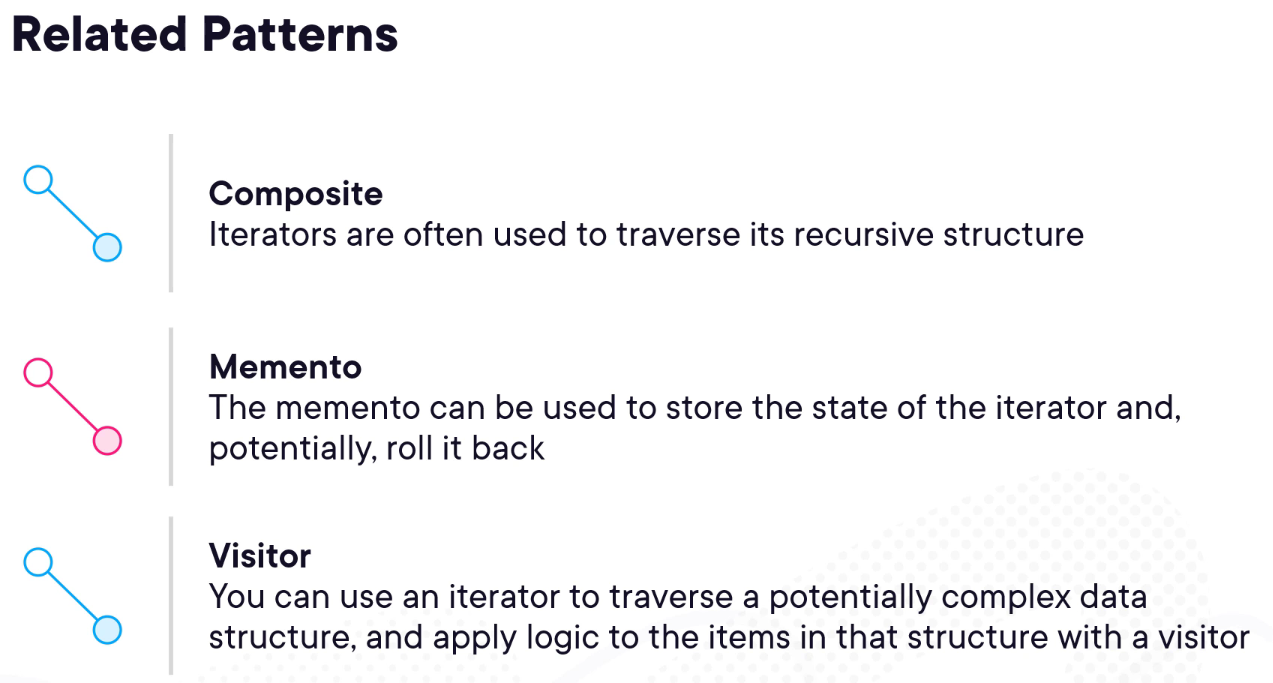 Related Patterns
Composite
Iterators are often used to traverse its recursive structure
Memento
The memento can be used to store the state of the iterator and,
potentially, roll it back
Visitor
You can use an iterator to traverse a potentially complex data
structure, and apply logic to the items in that structure with a visitor